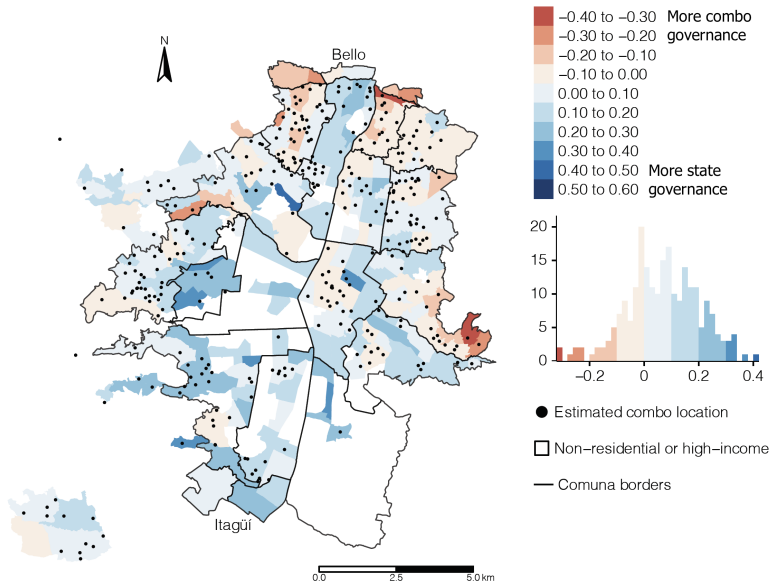 N
Bello
Itagüí
0.0 2.5 5.0 km
−0.40 to −0.30
−0.30 to −0.20
−0.20 to −0.10
−0.10 to 0.00
0.00 to 0.10
0.10 to 0.20
0.20 to 0.30
0.30 to 0.40
0.40 to 0.50
0.50 to 0.60
More combo
governance
More state
governance
20
15
10
5
0
−0.2 0 0.2 0.4
Estimated combo location
Non−residential or high−income
Comuna borders